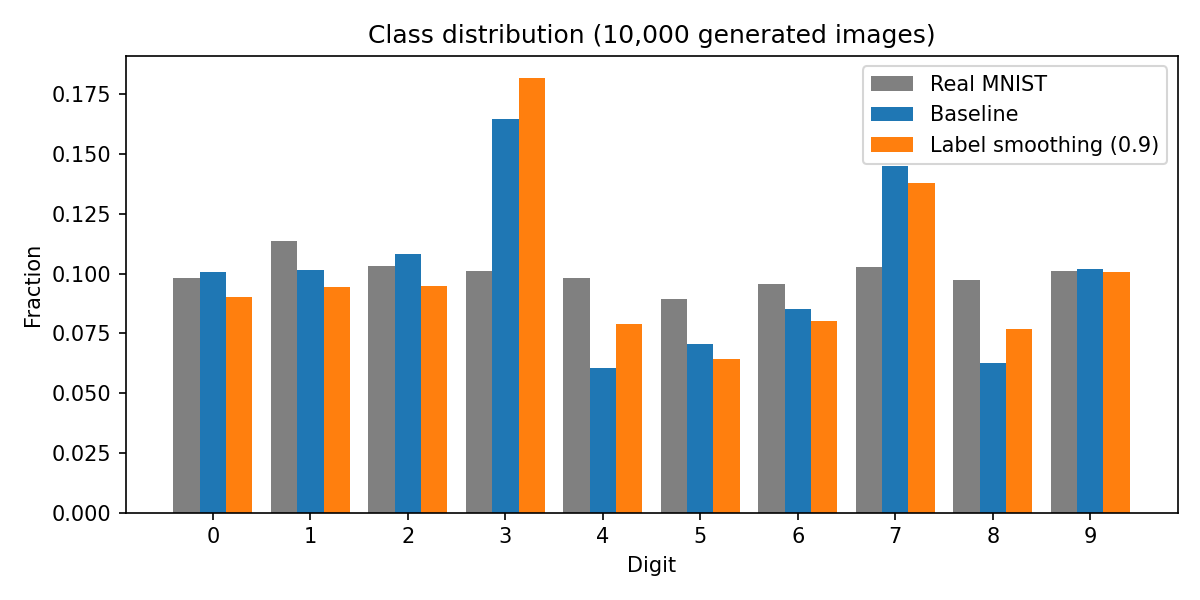 Class distribution (10,000 generated images)
Real MNIST
Baseline
Label smoothing (0.9)
Fraction
0.175
0.150
0.125
0.100
0.075
0.050
0.025
0.000
0 1 2 3 4 5 6 7 8 9
Digit